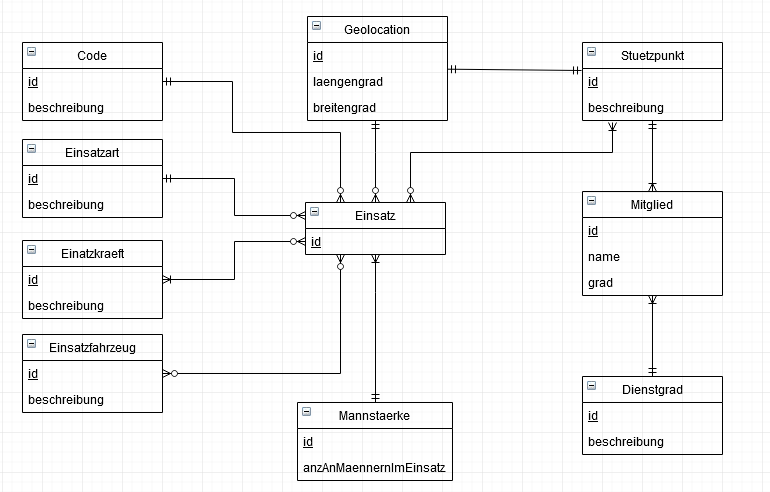 Code
id
beschreibung
Einsatzart
id
beschreibung
Einatzkraeft
id
beschreibung
Einsatzfahrzeug
id
beschreibung
Geolocation
id
laengengrad
breitengrad
Einsatz
id
Mannstaerke
id
anzAnMaennernImEinsatz
Stuetzpunkt
id
beschreibung
Mitglied
id
name
grad
Dienstgrad
id
beschreibung